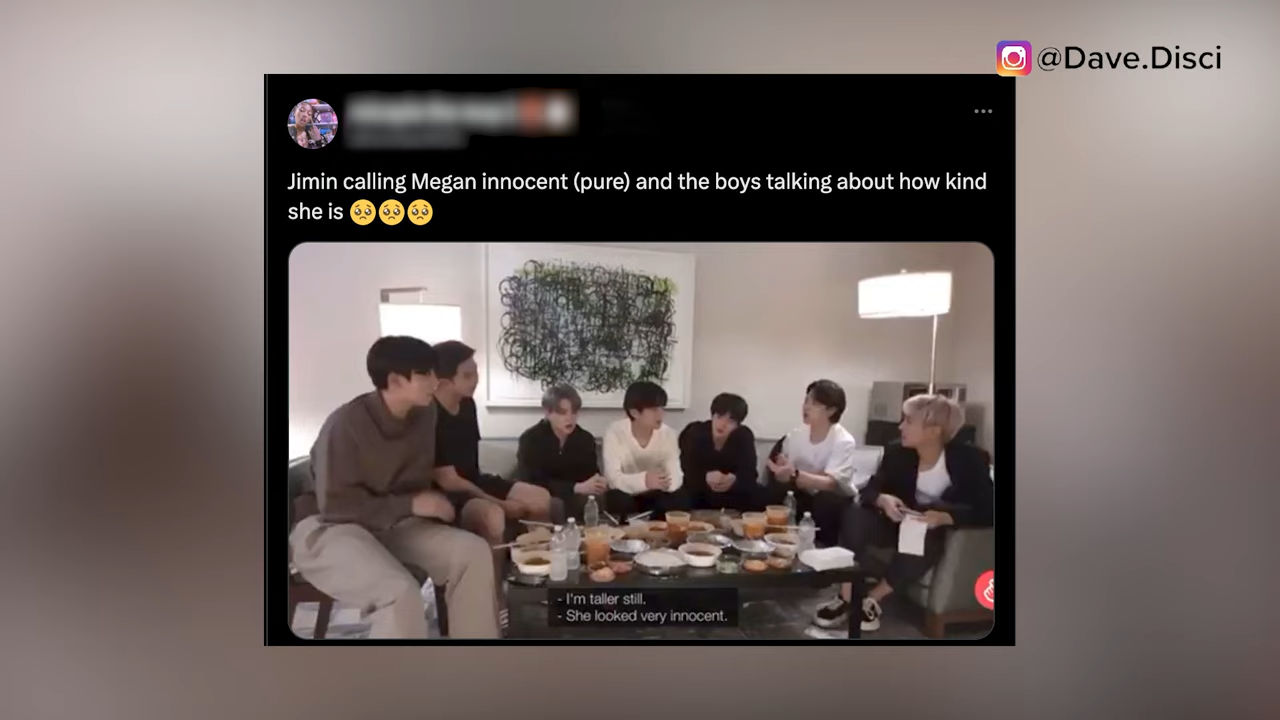 @Dave.Disci
Jimin calling Megan innocent (pure) and the boys talking about how kind
she is 🥺🥺🥺
- I'm taller still.
- She looked very innocent.